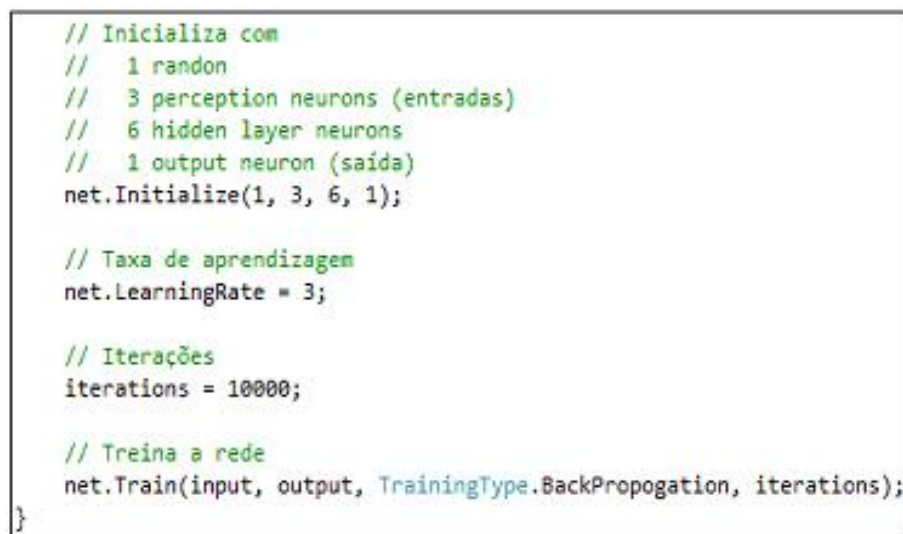 // Inicializa com
//   1 randon
//   3 perception neurons (entradas)
//   6 hidden layer neurons
//   1 output neuron (saída)
net.Initialize(1, 3, 6, 1);
// Taxa de aprendizagem
net.LearningRate = 3;
// Iterações
iterations = 10000;
// Treina a rede
net.Train(input, output, TrainingType.BackPropogation, iterations);
}